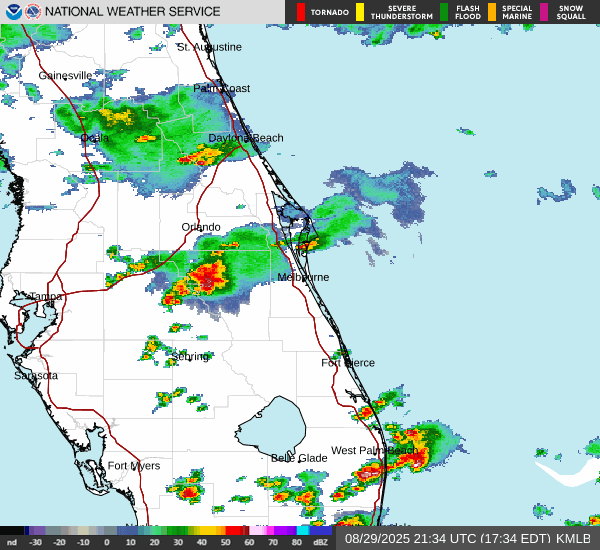 NATIONAL WEATHER SERVICE
TORNADO
SEVERE THUNDERSTORM
FLASH FLOOD
SPECIAL MARINE
SNOW SQUALL
St. Augustine
Gainesville
Palm Coast
Ocala
Daytona Beach
Orlando
Melbourne
Tampa
Sebring
Fort Pierce
Sarasota
West Palm Beach
Belle Glade
Fort Myers
nd -30 -20 -10 0 10 20 30 40 50 60 70 80 dBZ
08/29/2025 21:34 UTC (17:34 EDT) KMLB